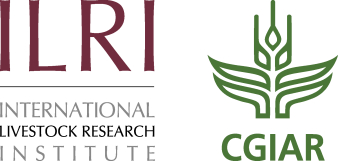 ILRI
INTERNATIONAL
LIVESTOCK RESEARCH
INSTITUTE
CGIAR